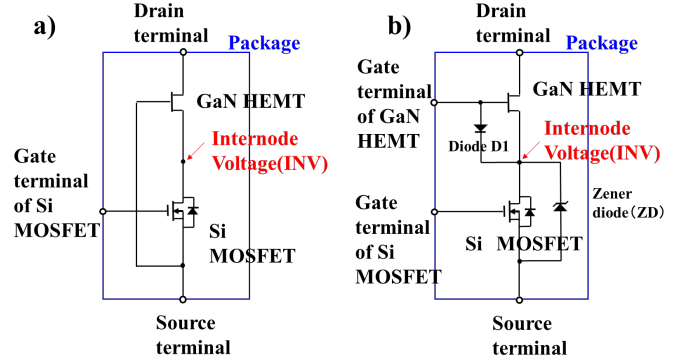 a)
Drain
terminal
Package
GaN HEMT
Internode
Voltage(INV)
Gate
terminal
of Si
MOSFET
Si
MOSFET
Source
terminal
b)
Drain
terminal
Package
Gate
terminal
of GaN
HEMT
GaN HEMT
Diode D1
Internode
Voltage(INV)
Gate
terminal
of Si
MOSFET
Si MOSFET
Zener
diode（ZD）
Source
terminal